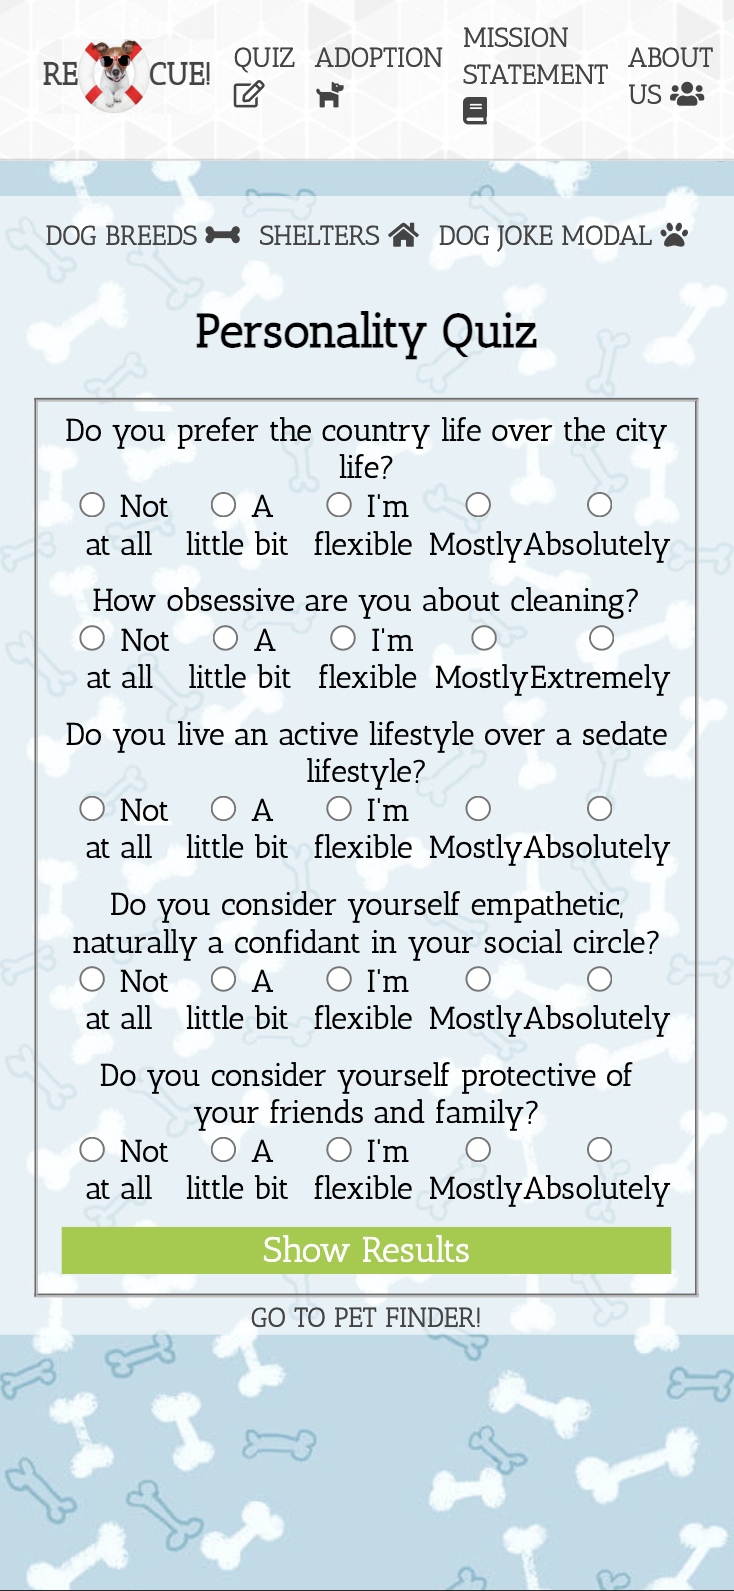 RE CUE!
QUIZ
ADOPTION
MISSION
STATEMENT
ABOUT
US
DOG BREEDS
SHELTERS
DOG JOKE MODAL
Personality Quiz
Do you prefer the country life over the city
life?
Not A I'm
at all little bit flexible Mostly Absolutely
How obsessive are you about cleaning?
Not A I'm
at all little bit flexible Mostly Extremely
Do you live an active lifestyle over a sedate
lifestyle?
Not A I'm
at all little bit flexible Mostly Absolutely
Do you consider yourself empathetic,
naturally a confidant in your social circle?
Not A I'm
at all little bit flexible Mostly Absolutely
Do you consider yourself protective of
your friends and family?
Not A I'm
at all little bit flexible Mostly Absolutely
Show Results
GO TO PET FINDER!